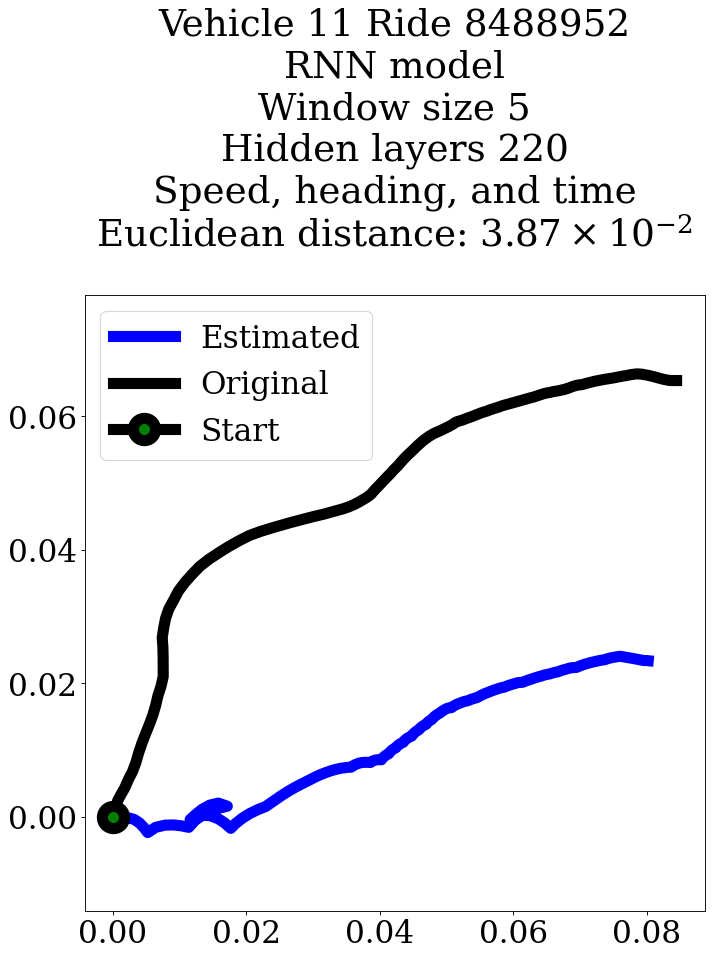 Vehicle 11 Ride 8488952
RNN model
Window size 5
Hidden layers 220
Speed, heading, and time
Euclidean distance: 3.87 × 10⁻²
Estimated
Original
Start
0.06
0.04
0.02
0.00
0.00 0.02 0.04 0.06 0.08